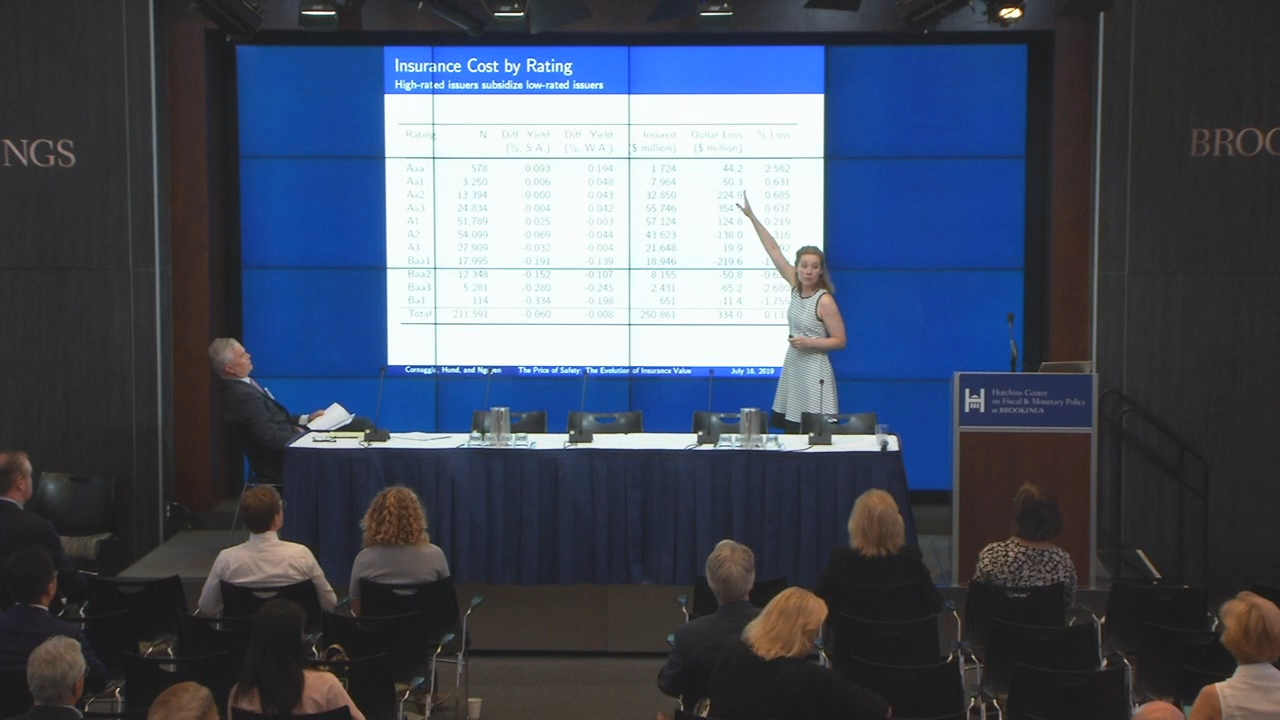 Insurance Cost by Rating
High-rated issuers subsidize low-rated issuers
Rating N Diff. Yield Diff. Yield Insured Dollar Loss % Loss
(%, S.A.) (%, W.A.) ($ million) ($ million)
Aaa 578 0.093 0.194 1,724 44.2 2.562
Aa1 3,250 0.006 0.048 7,964 50.3 0.631
Aa2 13,394 -0.000 0.043 32,850 224.9 0.685
Aa3 24,834 -0.004 0.042 55,746 354 0.637
A1 51,789 -0.025 -0.003 57,124 124.8 0.219
A2 54,099 -0.069 -0.044 43,623 -138.0
A3 27,909 -0.032 -0.004 21,648 19.9
Baa1 17,995 -0.191 -0.139 18,946 -219.6
Baa2 12,348 -0.152 -0.107 8,155 -50.8
Baa3 5,281 -0.280 -0.245 2,431 -65.2
Ba1 114 -0.334 -0.198 651 -11.4 -1.755
Total 211,591 0.060 -0.008 250,861 334.0
Cornaggia, Hund, and Nguyen The Price of Safety: The Evolution of Insurance Value July 16, 2019
NGS
BROO
Hutchins Center
on Fiscal & Monetary Policy
at BROOKINGS